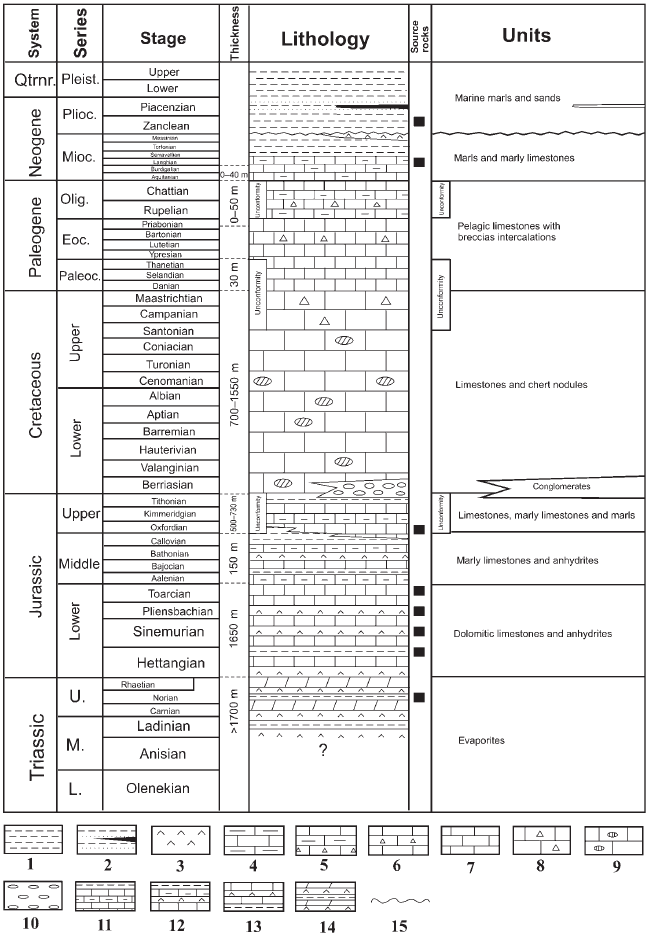 System
Series
Stage
Thickness
Lithology
Source rocks
Units
Qtrnr.
Pleist.
Upper
Lower
Neogene
Plioc.
Piacenzian
Zanclean
Marine marls and sands
Mioc.
Messinian
Tortonian
Serravallian
Langhian
Burdigalian
Aquitanian
0–40 m
Marls and marly limestones
Paleogene
Olig.
Chattian
Rupelian
0–50 m
Unconformity
Unconformity
Eoc.
Priabonian
Bartonian
Lutetian
Ypresian
Pelagic limestones with
breccias intercalations
Paleoc.
Thanetian
Selandian
Danian
30 m
Unconformity
Unconformity
Cretaceous
Upper
Maastrichtian
Campanian
Santonian
Coniacian
Turonian
Cenomanian
700–1550 m
Limestones and chert nodules
Lower
Albian
Aptian
Barremian
Hauterivian
Valanginian
Berriasian
Conglomerates
Jurassic
Upper
Tithonian
Kimmeridgian
Oxfordian
500–730 m
Unconformity
Unconformity
Limestones, marly limestones and marls
Middle
Callovian
Bathonian
Bajocian
Aalenian
150 m
Marly limestones and anhydrites
Lower
Toarcian
Pliensbachian
Sinemurian
Hettangian
1650 m
Dolomitic limestones and anhydrites
Triassic
U.
Rhaetian
Norian
Carnian
>1700 m
M.
Ladinian
Anisian
?
Evaporites
L.
Olenekian
1 2 3 4 5 6 7 8 9
10 11 12 13 14 15